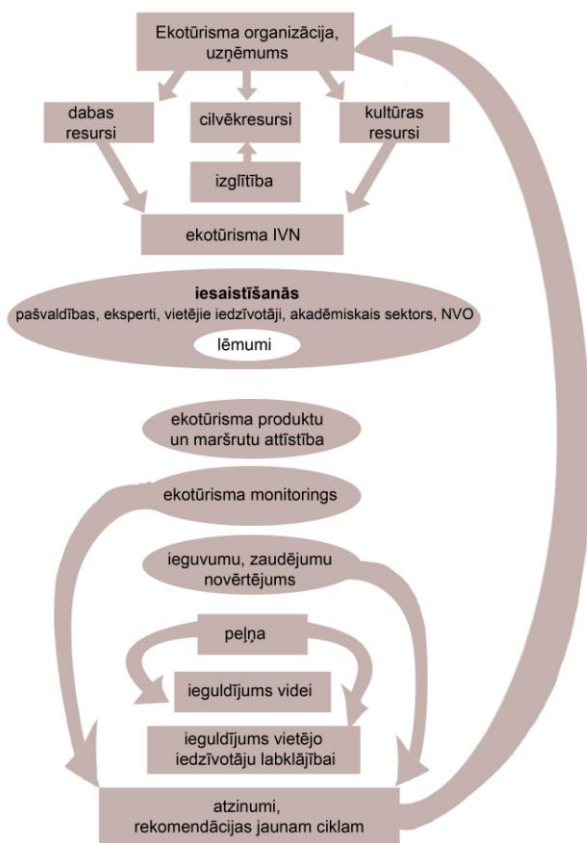 Ekotūrisma organizācija,
uzņēmums
dabas
resursi
cilvēkresursi
kultūras
resursi
izglītība
ekotūrisma IVN
iesaistīšanās
pašvaldības, eksperti, vietējie iedzīvotāji, akadēmiskais sektors, NVO
lēmumi
ekotūrisma produktu
un maršrutu attīstība
ekotūrisma monitorings
ieguvumu, zaudējumu
novērtējums
peļņa
ieguldījums videi
ieguldījums vietējo
iedzīvotāju labklājībai
atzinumi,
rekomendācijas jaunam ciklam